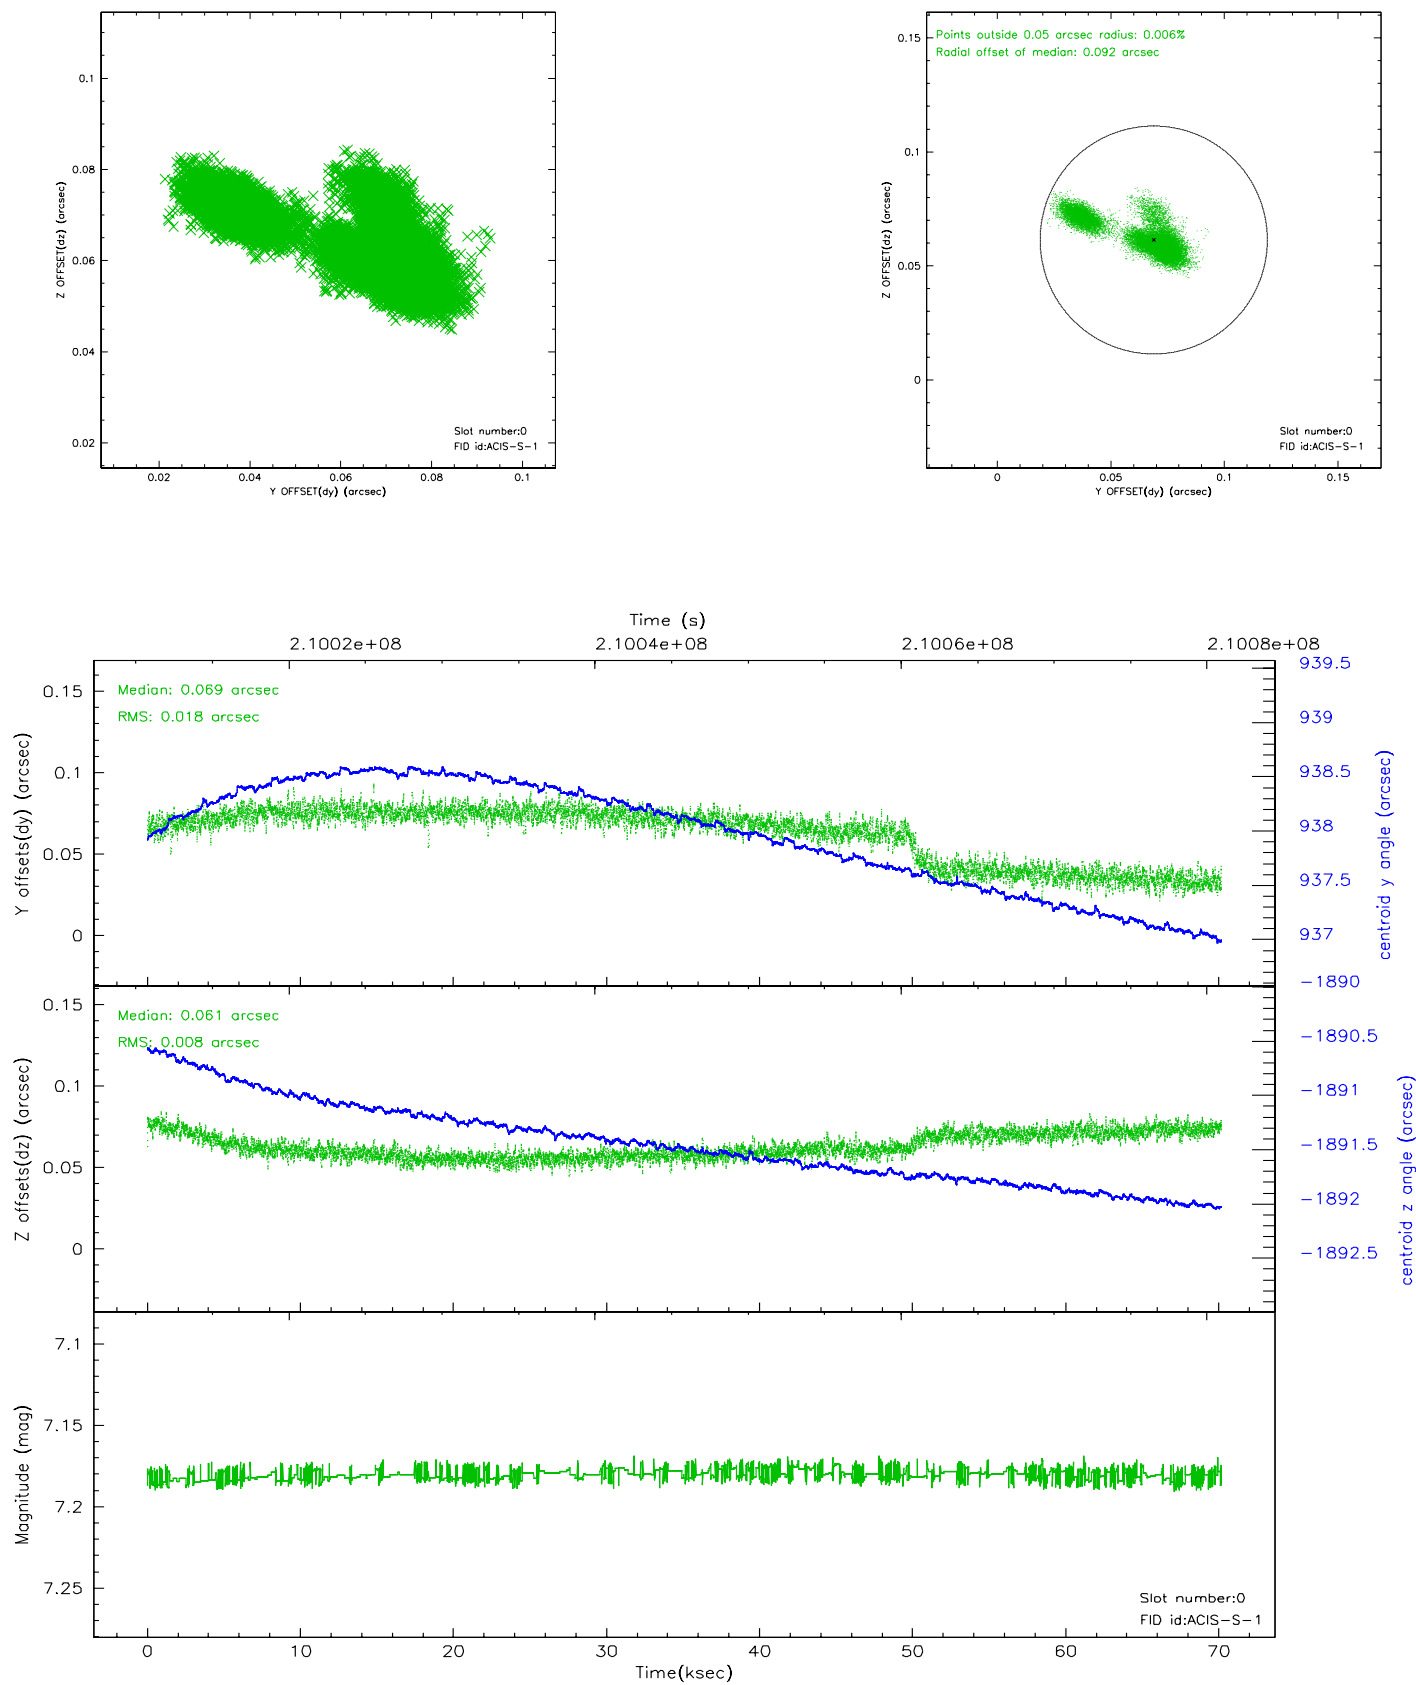 0.1
0.08
0.06
0.04
0.02
Z OFFSET(dz) (arcsec)
Slot number:0
FID id:ACIS-S-1
0.02 0.04 0.06 0.08 0.1
Y OFFSET(dy) (arcsec)
Points outside 0.05 arcsec radius: 0.006%
Radial offset of median: 0.092 arcsec
0.15
0.1
0.05
0
Z OFFSET(dz) (arcsec)
Slot number:0
FID id:ACIS-S-1
0 0.05 0.1 0.15
Y OFFSET(dy) (arcsec)
Time (s)
2.1002e+08 2.1004e+08 2.1006e+08 2.1008e+08
Median: 0.069 arcsec
RMS: 0.018 arcsec
0.15
0.1
0.05
0
Y offsets(dy) (arcsec)
939.5
939
938.5
938
937.5
937
centroid y angle (arcsec)
Median: 0.061 arcsec
RMS: 0.008 arcsec
0.15
0.1
0.05
0
Z offsets(dz) (arcsec)
-1890
-1890.5
-1891
-1891.5
-1892
-1892.5
centroid z angle (arcsec)
7.1
7.15
7.2
7.25
Magnitude (mag)
Slot number:0
FID id:ACIS-S-1
0 10 20 30 40 50 60 70
Time(ksec)